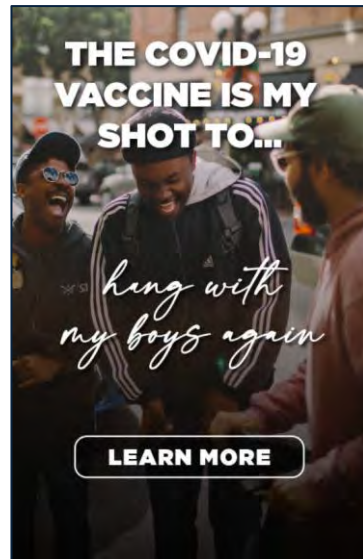 THE COVID-19
VACCINE IS MY
SHOT TO...
hang with
my boys again
LEARN MORE